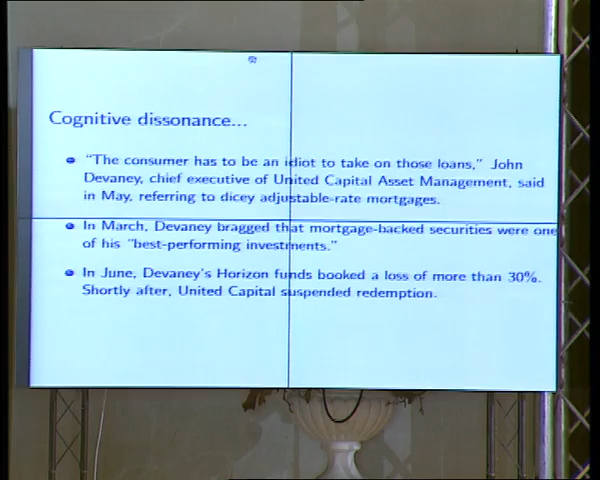 Cognitive dissonance...
"The consumer has to be an idiot to take on those loans," John
Devaney, chief executive of United Capital Asset Management, said
in May, referring to dicey adjustable-rate mortgages.
In March, Devaney bragged that mortgage-backed securities were one
of his "best-performing investments."
In June, Devaney's Horizon funds booked a loss of more than 30%.
Shortly after, United Capital suspended redemption.